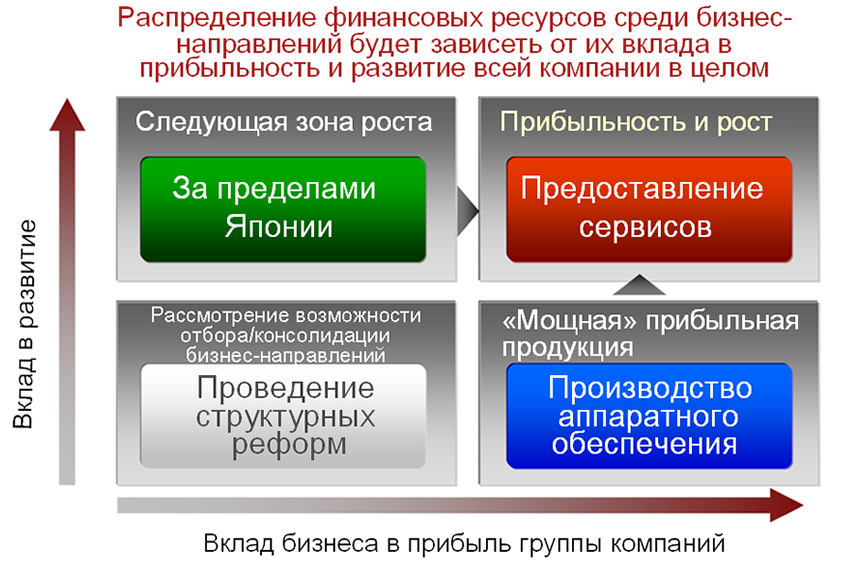 Распределение финансовых ресурсов среди бизнес-
направлений будет зависеть от их вклада в
прибыльность и развитие всей компании в целом
Вклад в развитие
Следующая зона роста
За пределами
Японии
Прибыльность и рост
Предоставление
сервисов
Рассмотрение возможности
отбора/консолидации
бизнес-направлений
Проведение
структурных
реформ
«Мощная» прибыльная
продукция
Производство
аппаратного
обеспечения
Вклад бизнеса в прибыль группы компаний